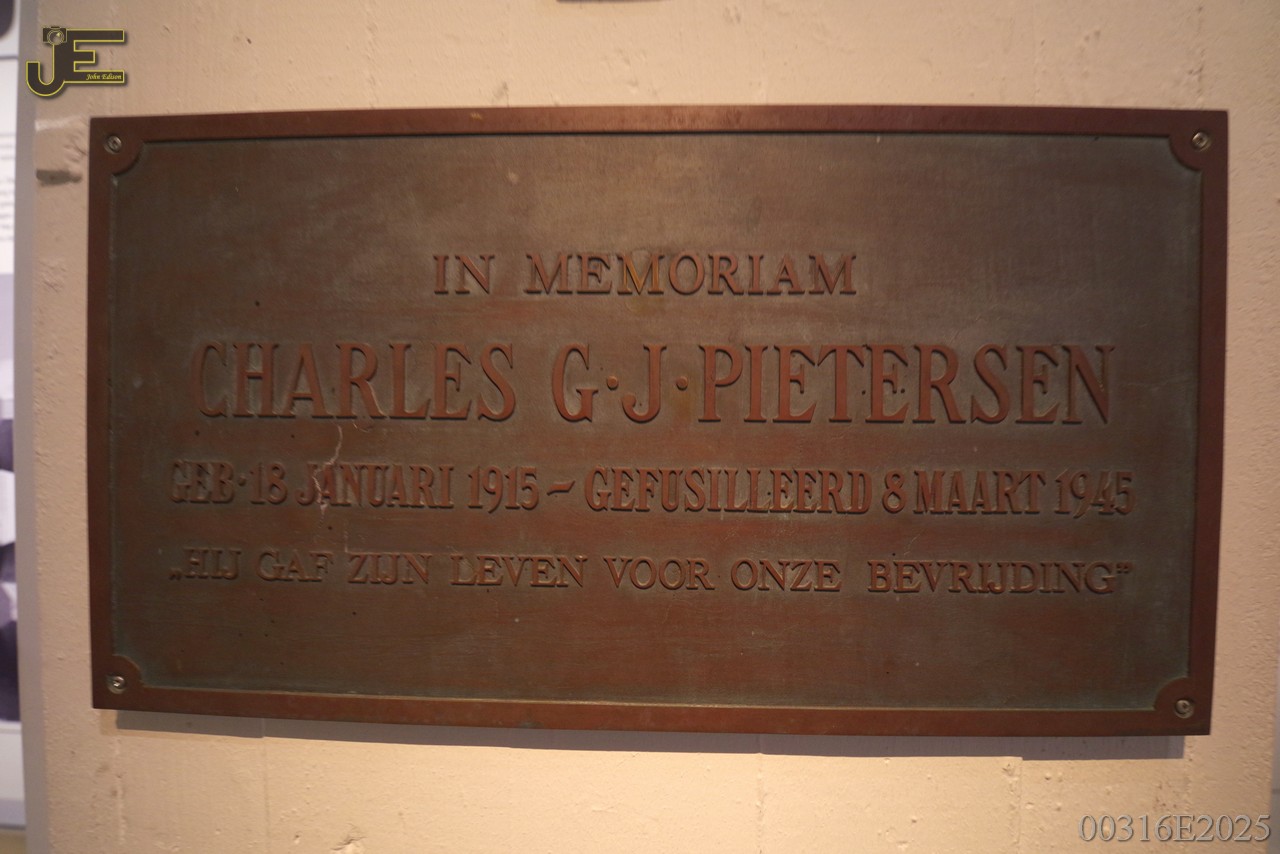 JE
John Edison
IN MEMORIAM
CHARLES G·J·PIETERSEN
GEB·18 JANUARI 1915 ~ GEFUSILLEERD 8 MAART 1945
„HIJ GAF ZIJN LEVEN VOOR ONZE BEVRIJDING”
00316E2025